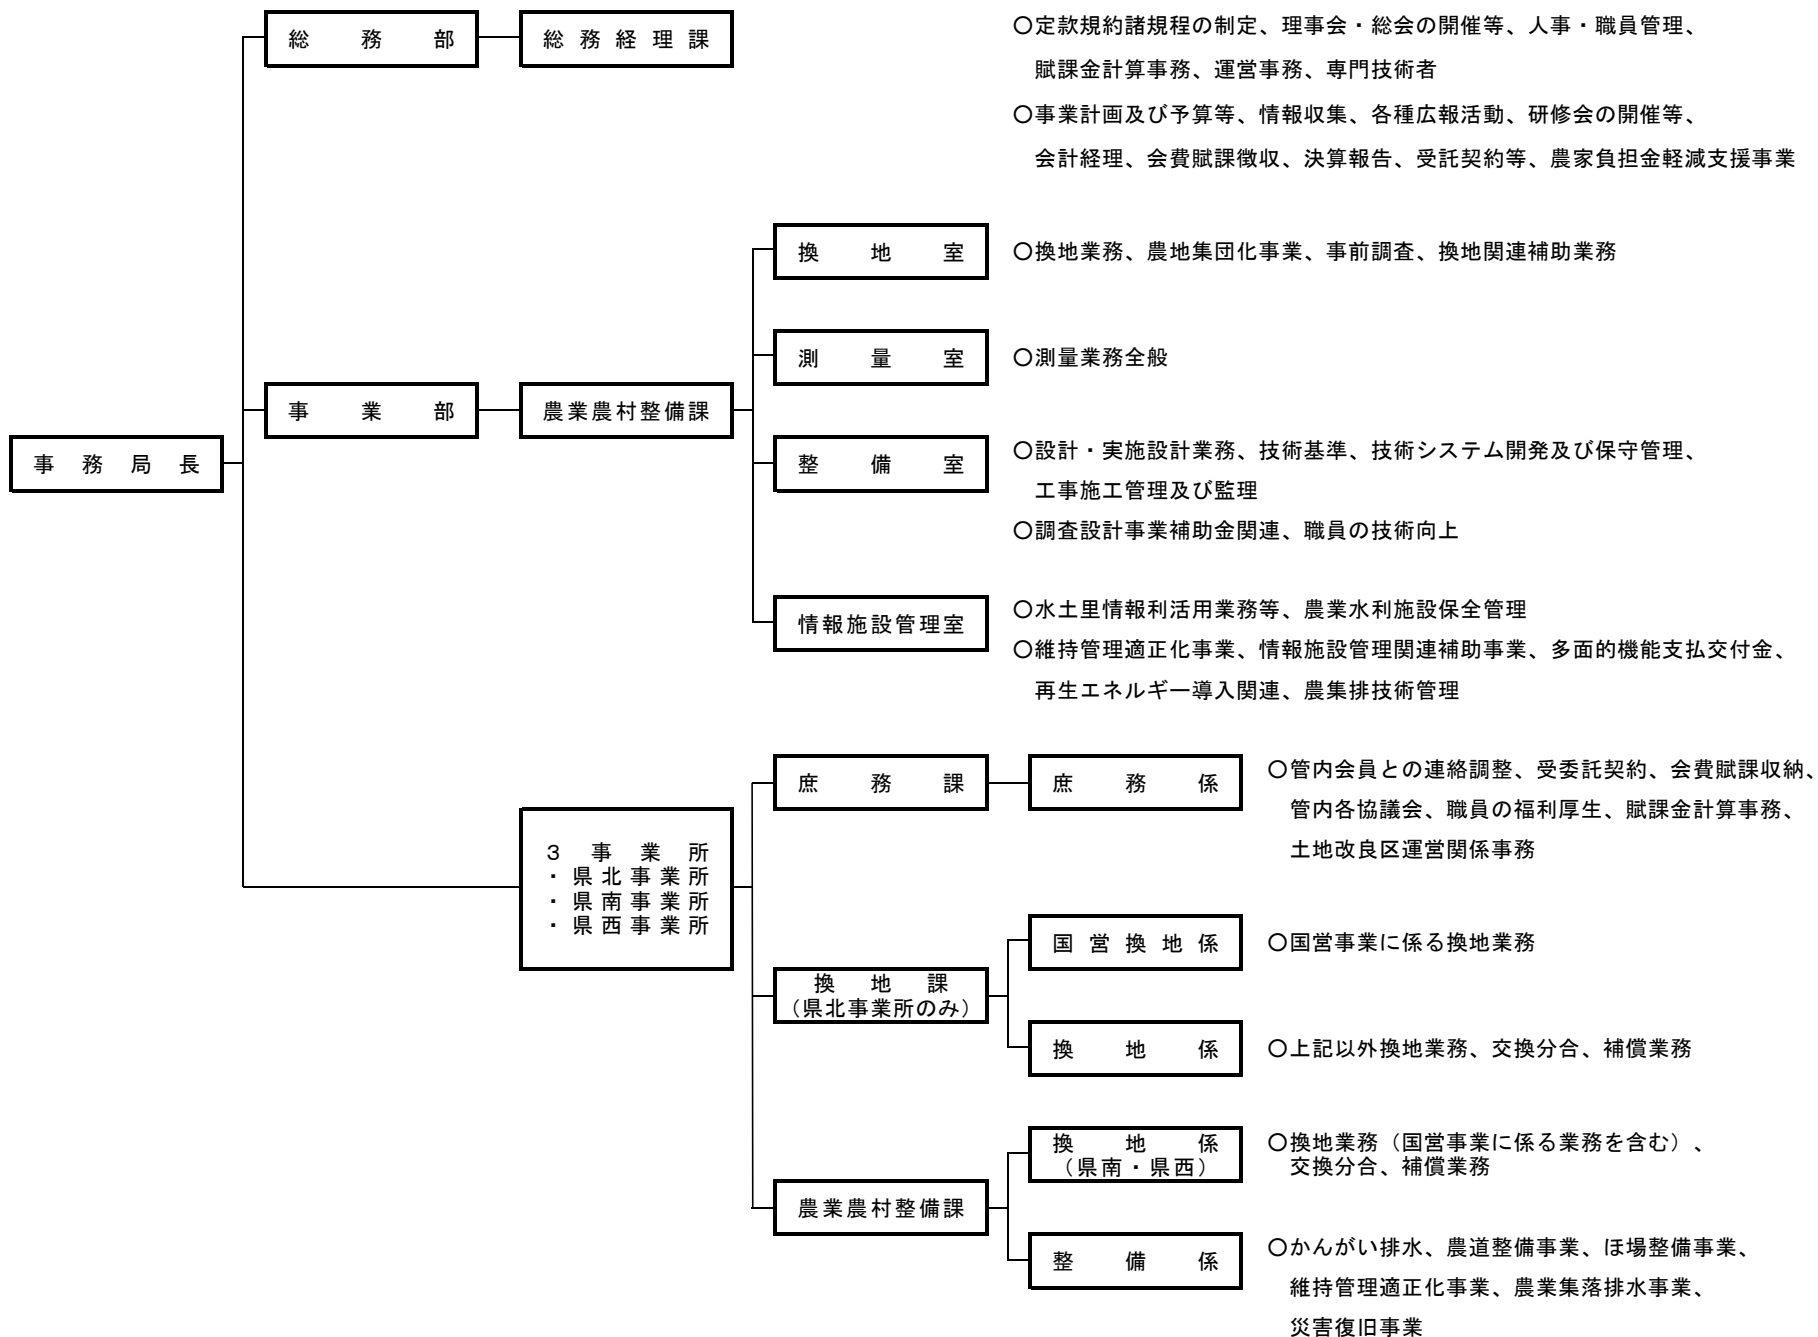 総務部
総務経理課
〇定款規約諸規程の制定、理事会・総会の開催等、人事・職員管理、
賦課金計算事務、運営事務、専門技術者
〇事業計画及び予算等、情報収集、各種広報活動、研修会の開催等、
会計経理、会費賦課徴収、決算報告、受託契約等、農家負担金軽減支援事業
換地室
〇換地業務、農地集団化事業、事前調査、換地関連補助業務
測量室
〇測量業務全般
事業部
農業農村整備課
事務局長
整備室
〇設計・実施設計業務、技術基準、技術システム開発及び保守管理、
工事施工管理及び監理
〇調査設計事業補助金関連、職員の技術向上
情報施設管理室
〇水土里情報利活用業務等、農業水利施設保全管理
〇維持管理適正化事業、情報施設管理関連補助事業、多面的機能支払交付金、
再生エネルギー導入関連、農集排技術管理
3事業所
・県北事業所
・県南事業所
・県西事業所
庶務課
庶務係
〇管内会員との連絡調整、受委託契約、会費賦課収納、
管内各協議会、職員の福利厚生、賦課金計算事務、
土地改良区運営関係事務
換地課
（県北事業所のみ）
国営換地係
〇国営事業に係る換地業務
換地係
〇上記以外換地業務、交換分合、補償業務
農業農村整備課
換地係
（県南・県西）
〇換地業務（国営事業に係る業務を含む）、
交換分合、補償業務
整備係
〇かんがい排水、農道整備事業、ほ場整備事業、
維持管理適正化事業、農業集落排水事業、
災害復旧事業